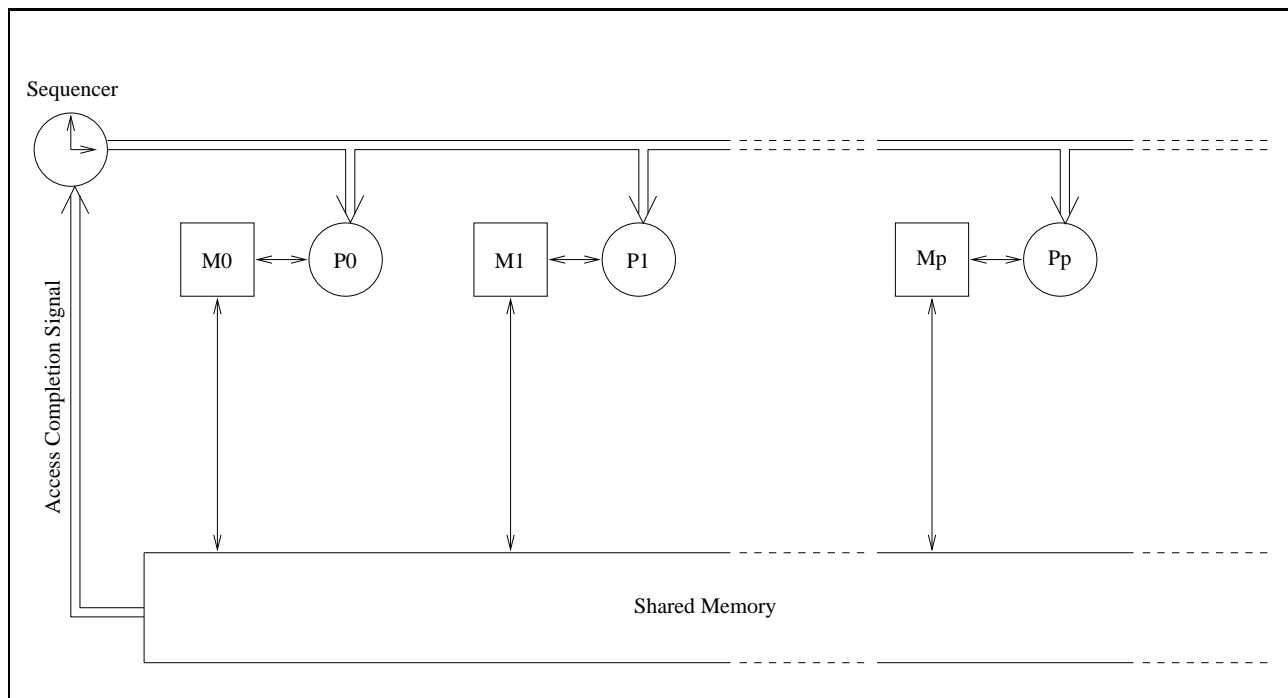 Sequencer
M0
P0
M1
P1
Mp
Pp
Access Completion Signal
Shared Memory